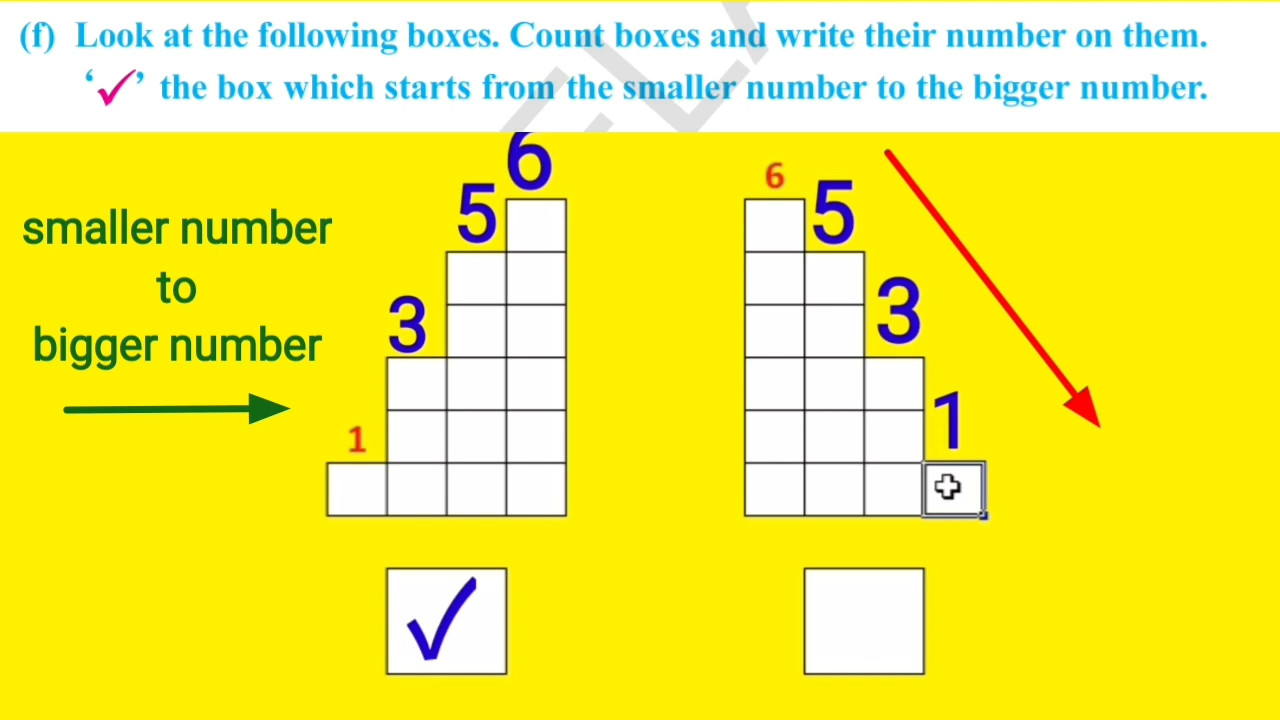 (f) Look at the following boxes. Count boxes and write their number on them.
‘✓’ the box which starts from the smaller number to the bigger number.
smaller number
to
bigger number
1
3
5
6
6
5
3
1
✓